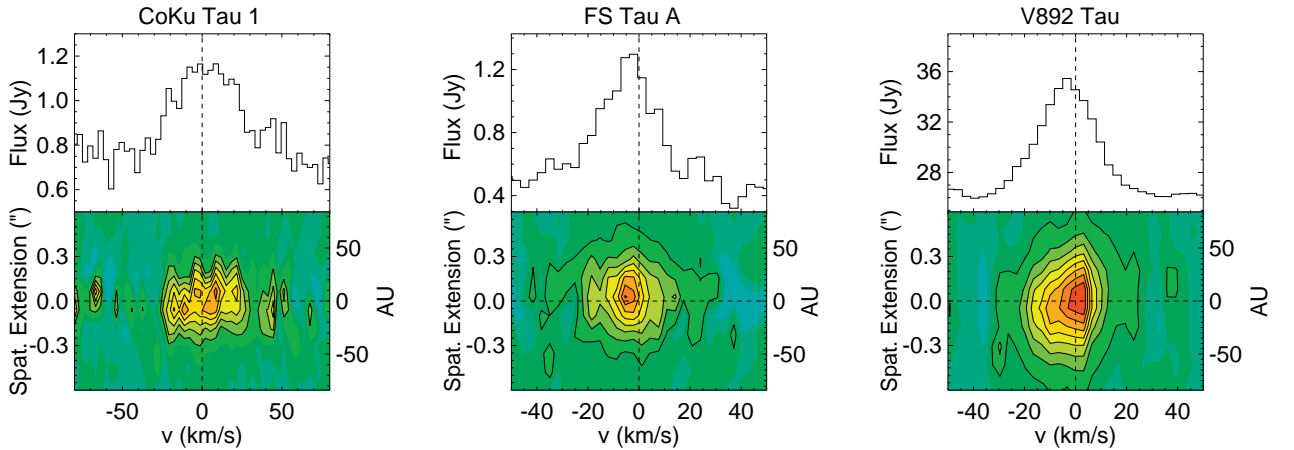 CoKu Tau 1
FS Tau A
V892 Tau
Flux (Jy)
1.2
1.0
0.8
0.6
Spat. Extension (")
0.3
0.0
-0.3
50
0
-50
-50
0
50
v (km/s)
Flux (Jy)
1.2
0.8
0.4
Spat. Extension (")
0.3
0.0
-0.3
50
0
-50
AU
-40
-20
0
20
40
v (km/s)
Flux (Jy)
36
32
28
Spat. Extension (")
0.3
0.0
-0.3
50
0
-50
AU
-40
-20
0
20
40
v (km/s)
AU